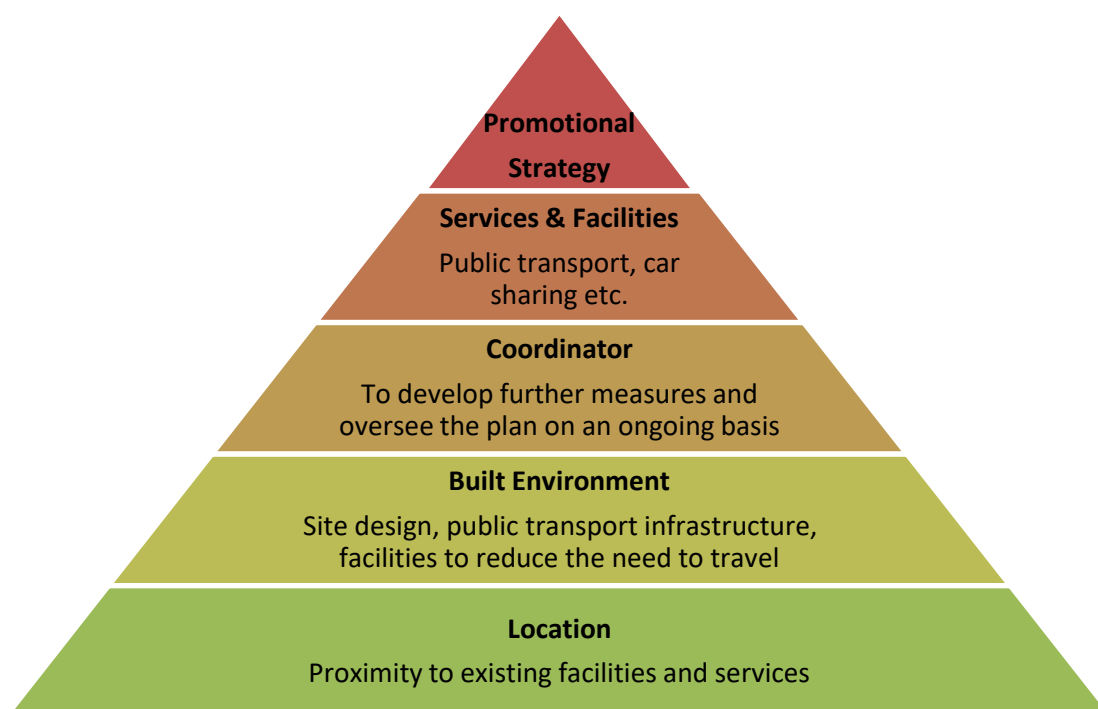 Promotional
Strategy
Services & Facilities
Public transport, car
sharing etc.
Coordinator
To develop further measures and
oversee the plan on an ongoing basis
Built Environment
Site design, public transport infrastructure,
facilities to reduce the need to travel
Location
Proximity to existing facilities and services